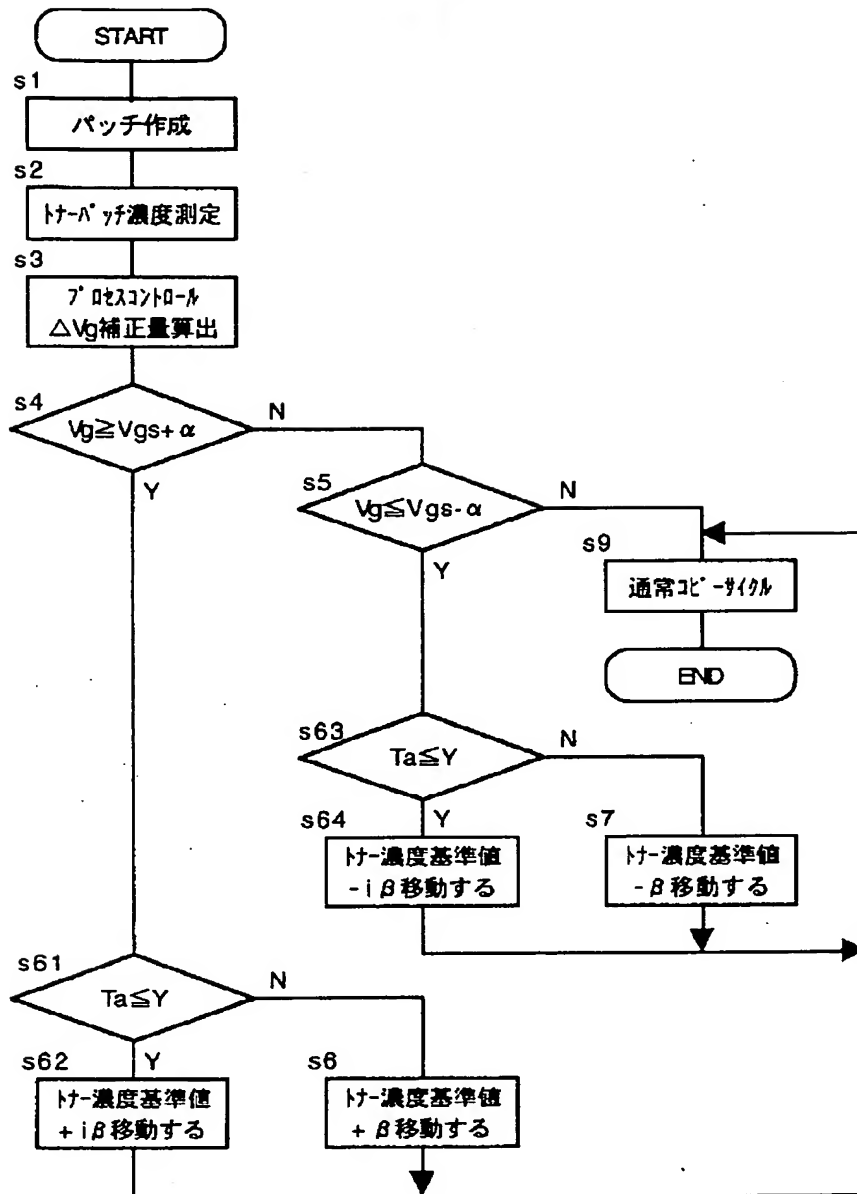 START
s1
パッチ作成
s2
ﾄﾅｰﾊﾟｯﾁ濃度測定
s3
ﾌﾟﾛｾｽｺﾝﾄﾛｰﾙ
△Vg補正量算出
s4
Vg≧Vgs+α
N
Y
s5
Vg≦Vgs-α
N
Y
s9
通常ｺﾋﾟｰｻｲｸﾙ
END
s63
Ta≦Y
N
Y
s64
ﾄﾅｰ濃度基準値
-iβ移動する
s7
ﾄﾅｰ濃度基準値
-β移動する
s61
Ta≦Y
N
Y
s62
ﾄﾅｰ濃度基準値
+iβ移動する
s6
ﾄﾅｰ濃度基準値
+β移動する